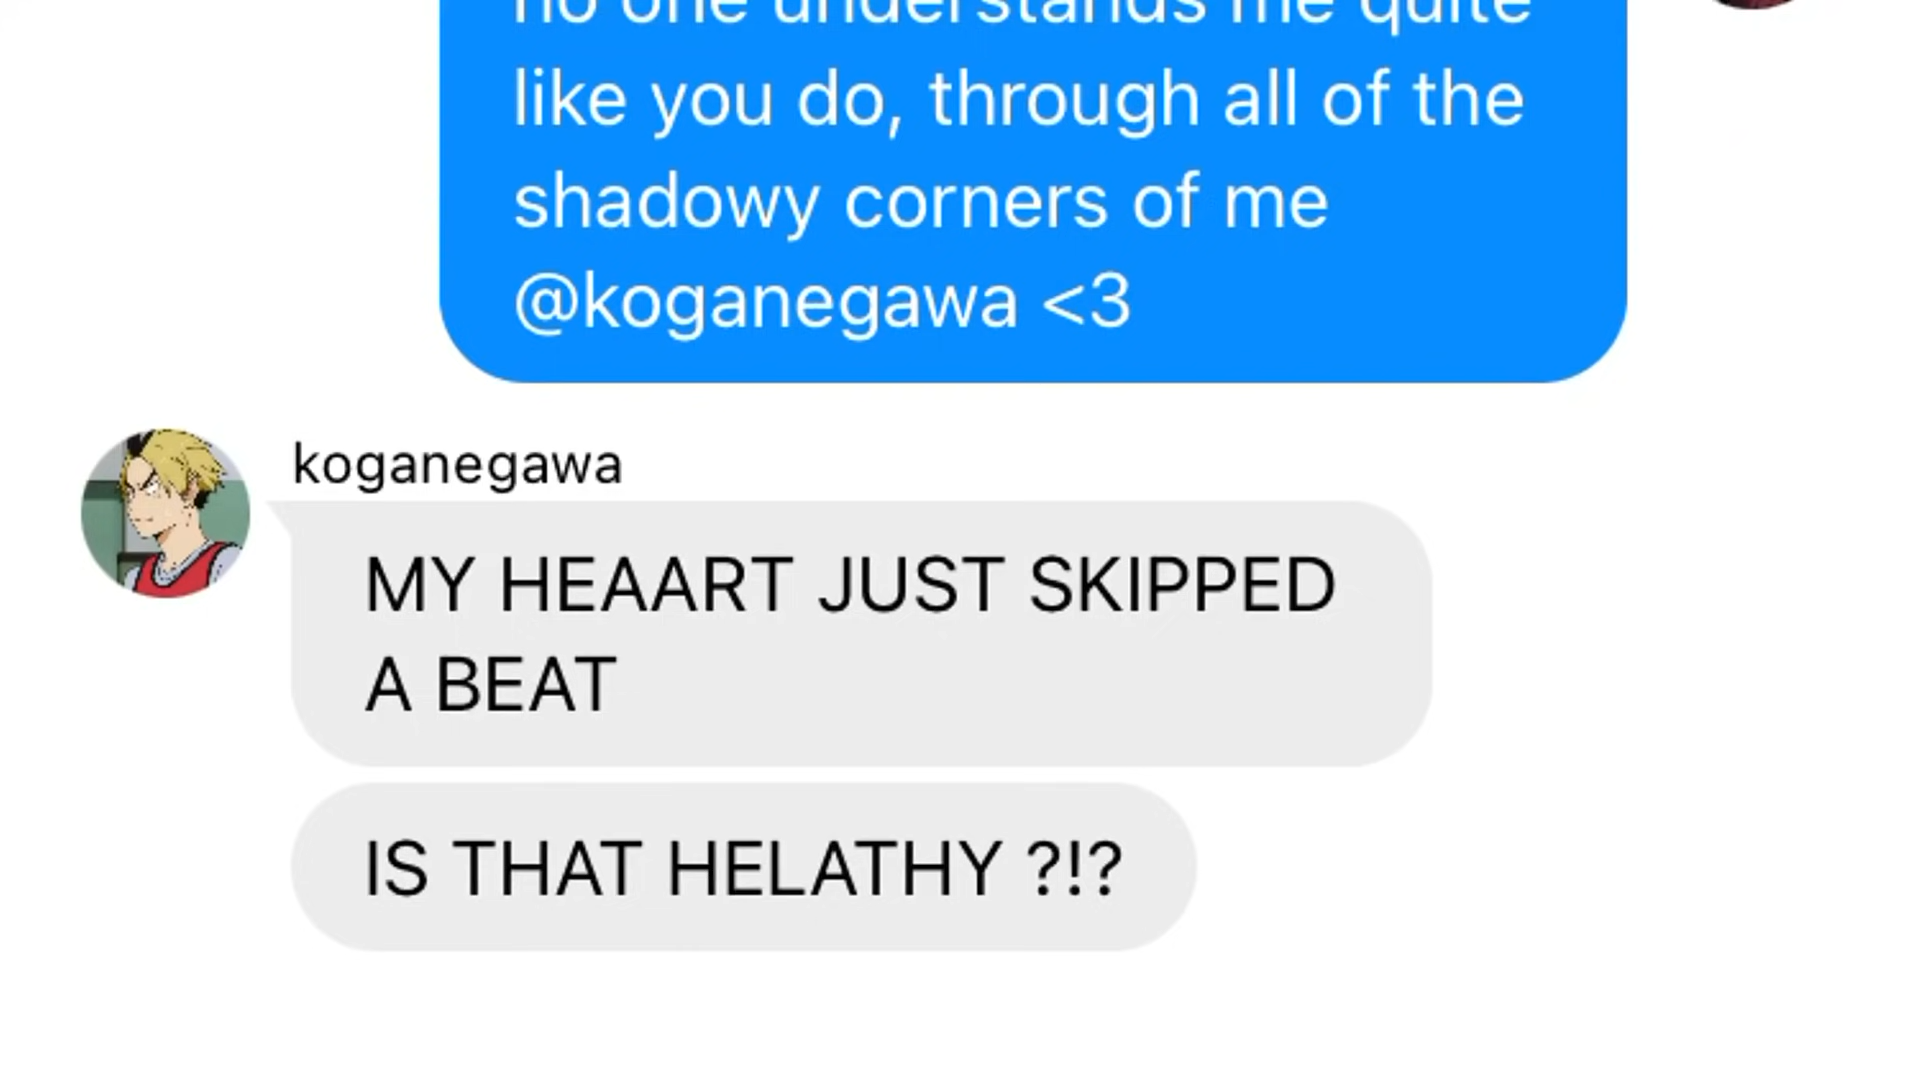 no one understands me quite
like you do, through all of the
shadowy corners of me
@koganegawa <3
koganegawa
MY HEAART JUST SKIPPED
A BEAT
IS THAT HELATHY ?!?